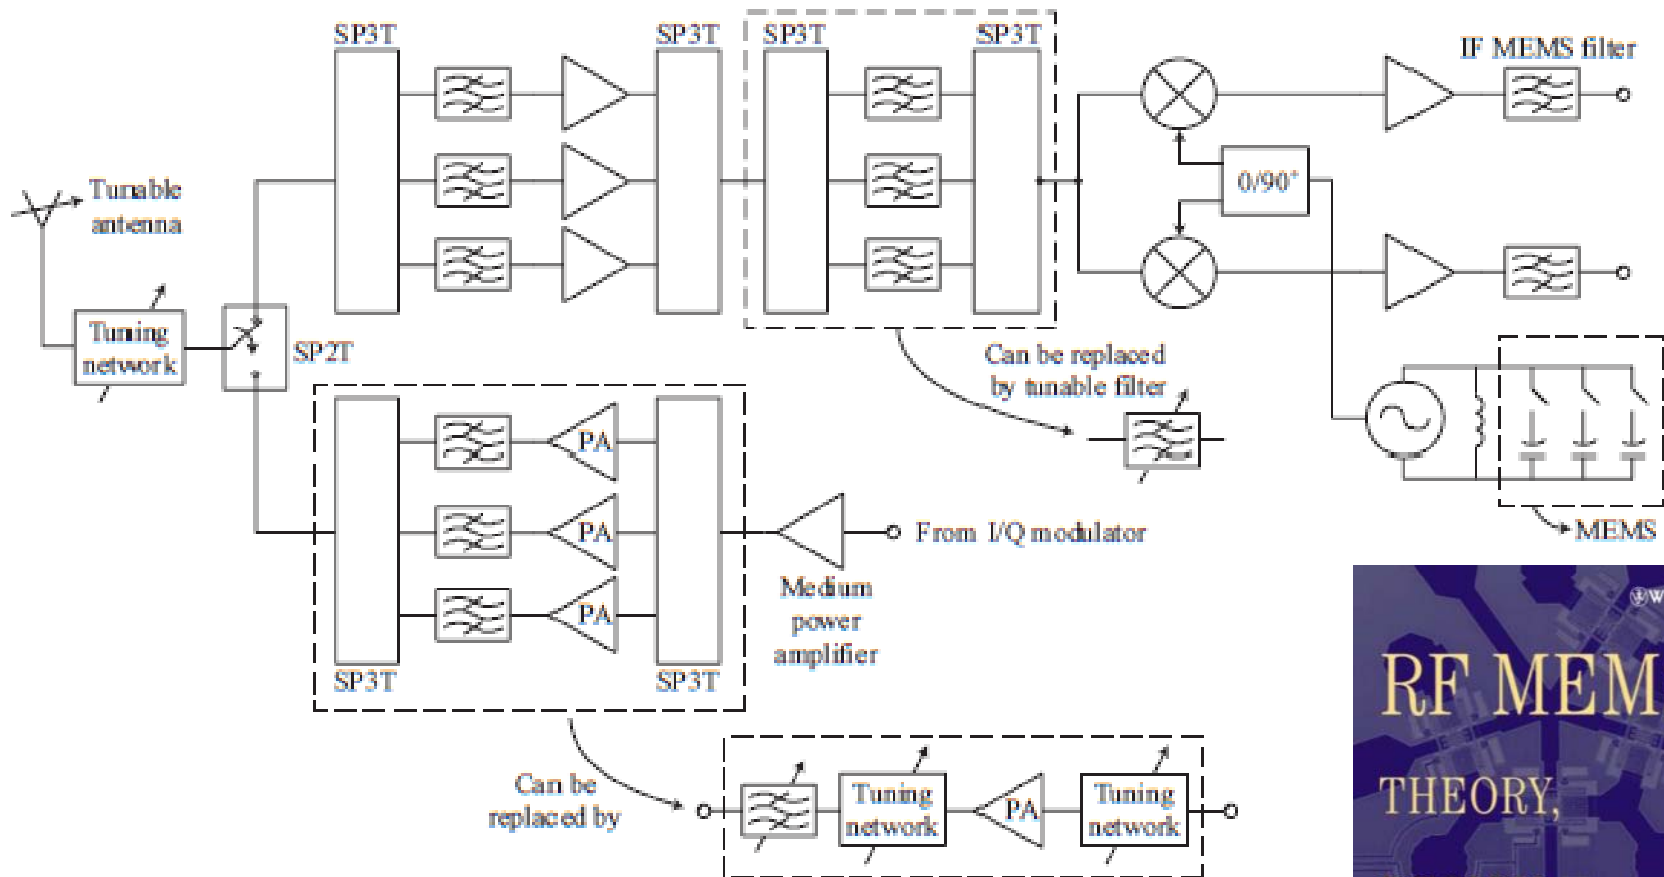 SP3T
SP3T
SP3T
SP3T
IF MEMS filter
Tunable
antenna
0/90°
Tuning
network
SP2T
Can be replaced
by tunable filter
PA
PA
PA
From I/Q modulator
MEMS
Medium
power
amplifier
SP3T
SP3T
Can be
replaced by
Tuning
network
PA
Tuning
network
RF MEM
THEORY,